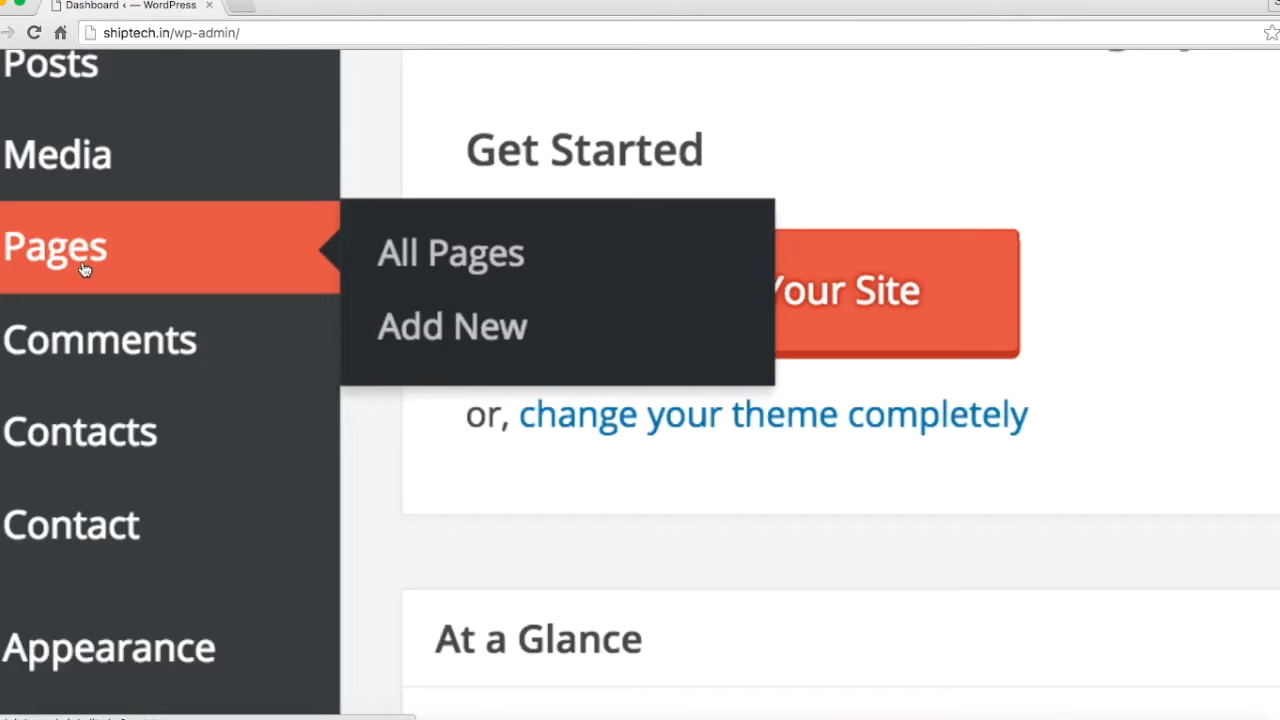 Dashboard ‹ — WordPress
shiptech.in/wp-admin/
Posts
Media
Pages
Comments
Contacts
Contact
Appearance
All Pages
Add New
Get Started
Your Site
or, change your theme completely
At a Glance